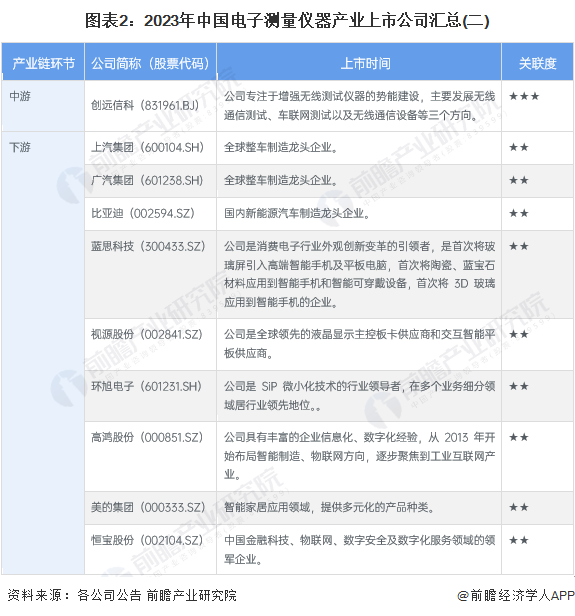 图表2：2023年中国电子测量仪器产业上市公司汇总(二)
产业链环节 公司简称（股票代码） 上市时间 关联度
中游 创远信科（831961.BJ） 公司专注于增强无线测试仪器的势能建设，主要发展无线 ★★★
通信测试、车联网测试以及无线通信设备等三个方向。
下游 上汽集团（600104.SH） 全球整车制造龙头企业。 ★★
广汽集团（601238.SH） 全球整车制造龙头企业。 ★★
比亚迪（002594.SZ） 国内新能源汽车制造龙头企业。 ★★
蓝思科技（300433.SZ） 公司是消费电子行业外观创新变革的引领者，是首次将玻 ★★
璃屏引入高端智能手机及平板电脑，首次将陶瓷、蓝宝石
材料应用到智能手机和智能可穿戴设备，首次将 3D 玻璃
应用到智能手机的企业。
视源股份（002841.SZ） 公司是全球领先的液晶显示主控板卡供应商和交互智能平 ★★
板供应商。
环旭电子（601231.SH） 公司是 SiP 微小化技术的行业领导者，在多个业务细分领 ★★
域居行业领先地位。。
高鸿股份（000851.SZ） 公司具有丰富的企业信息化、数字化经验，从 2013 年开 ★★
始布局智能制造、物联网方向，逐步聚焦到工业互联网产
业。
美的集团（000333.SZ） 智能家居应用领域，提供多元化的产品种类。 ★★
恒宝股份（002104.SZ） 中国金融科技、物联网、数字安全及数字化服务领域的领 ★★
军企业。
资料来源：各公司公告 前瞻产业研究院 @前瞻经济学人APP
前瞻产业研究院